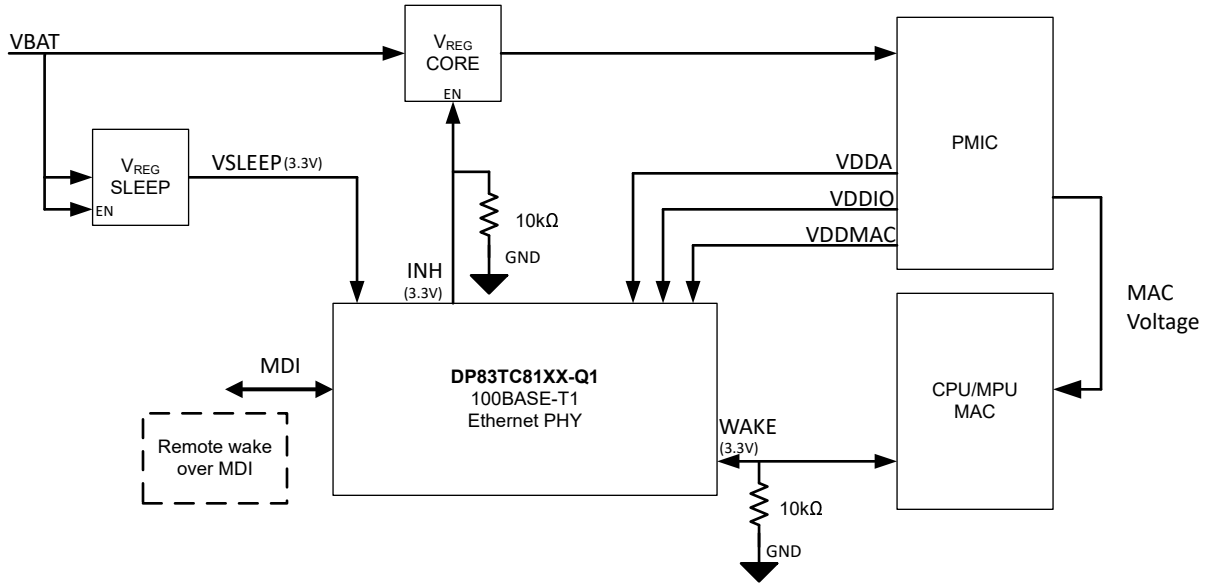 VBAT
VREG
CORE
EN
PMIC
VREG
SLEEP
EN
VSLEEP (3.3V)
10kΩ
GND
INH
(3.3V)
VDDA
VDDIO
VDDMAC
MAC
Voltage
MDI
Remote wake
over MDI
DP83TC81XX-Q1
100BASE-T1
Ethernet PHY
WAKE
(3.3V)
10kΩ
GND
CPU/MPU
MAC